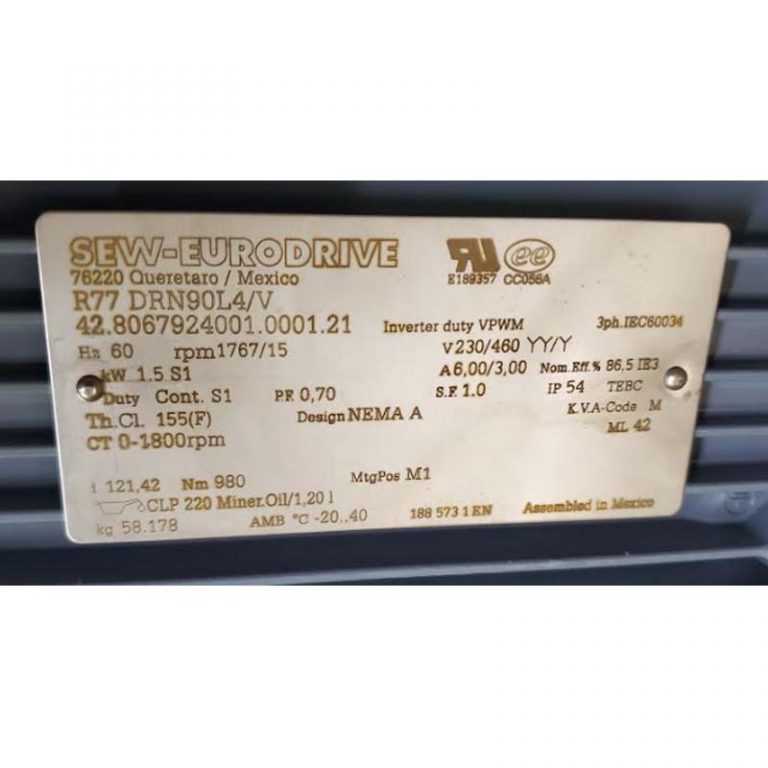 SEW-EURODRIVE
76220 Queretaro / Mexico
E189357 CC056A
R77 DRN90L4/V
42.8067924001.0001.21 Inverter duty VPWM 3ph.IEC60034
Hz 60 rpm 1767/15 V 230/460 YY/Y
kW 1.5 S1 A 6,00/3,00 Nom.Eff.% 86,5 IE3
Duty Cont. S1 P.F. 0,70 S.F. 1.0 IP 54 TEBC
Th.Cl. 155(F) Design NEMA A K.V.A-Code M
CT 0-1800rpm ML 42
i 121,42 Nm 980 MtgPos M1
CLP 220 Miner.Oil/1,20 l
kg 58.178 AMB °C -20..40 188 573 1 EN Assembled in Mexico